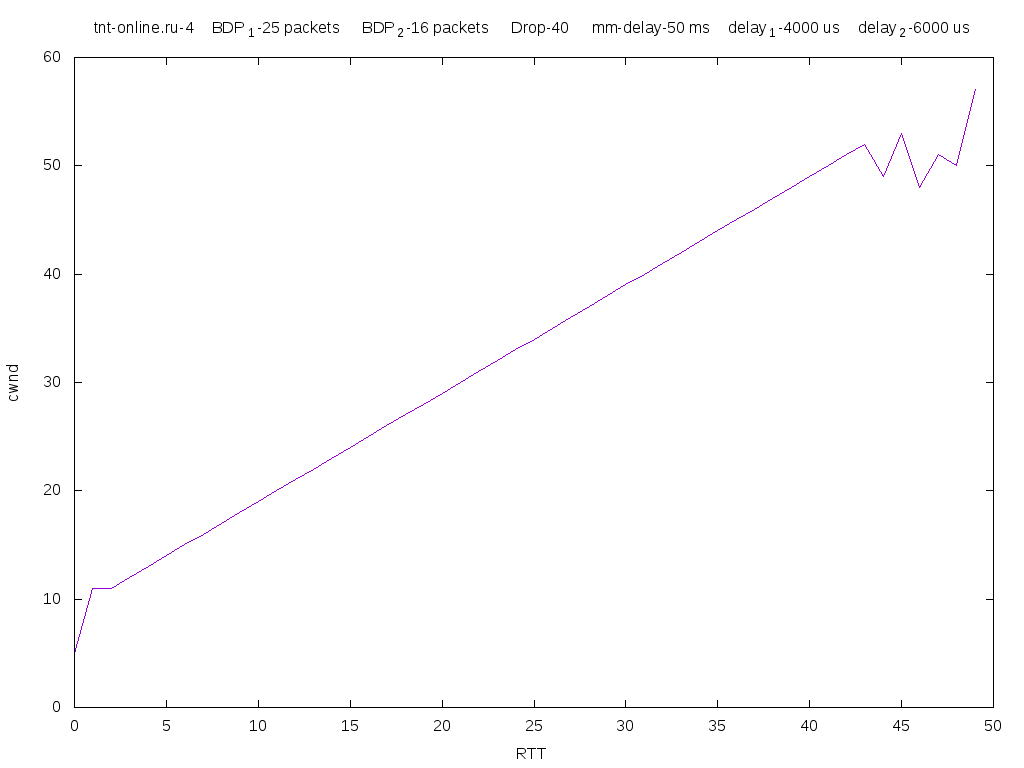 tnt-online.ru-4 BDP1-25 packets BDP2-16 packets Drop-40 mm-delay-50 ms delay1-4000 us delay2-6000 us
60
50
40
30
20
10
0
cwnd
0 5 10 15 20 25 30 35 40 45 50
RTT